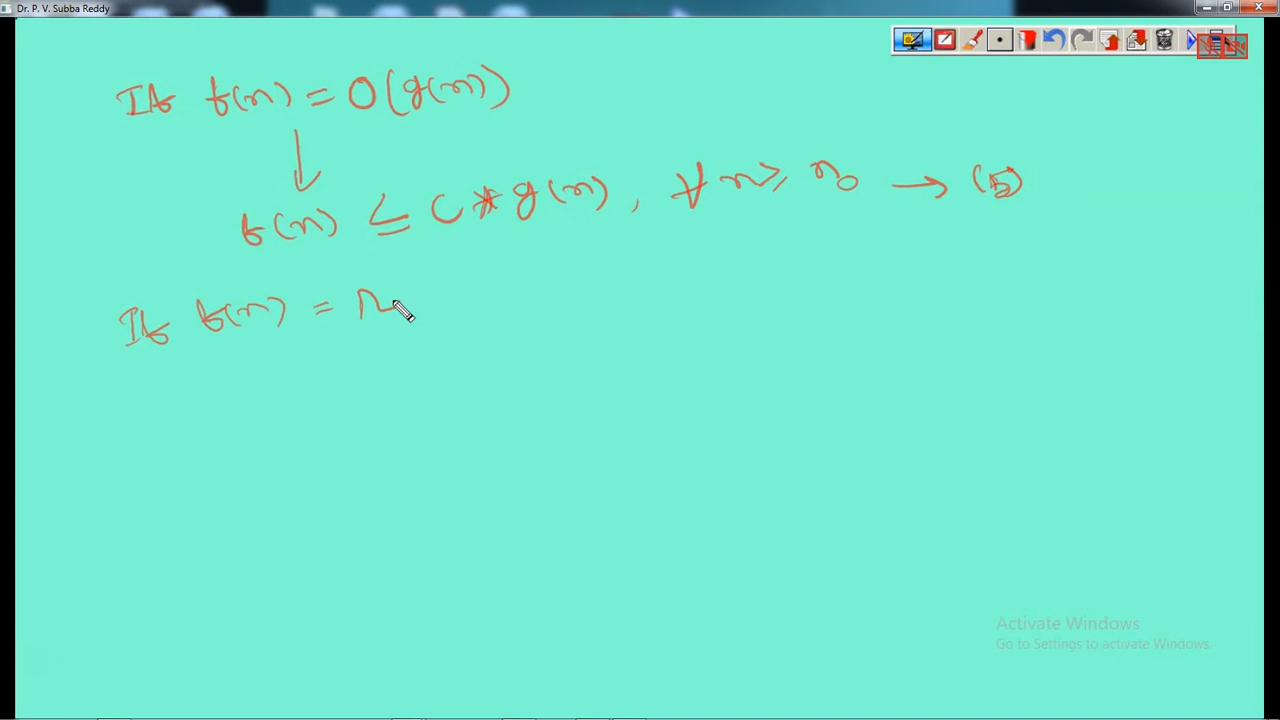 Dr. P. V. Subba Reddy
If f(n) = O(g(n))
↓
f(n) ≤ C * g(n), ∀ n ≥ n₀ → (5)
If f(n) =
Activate Windows
Go to Settings to activate Windows.